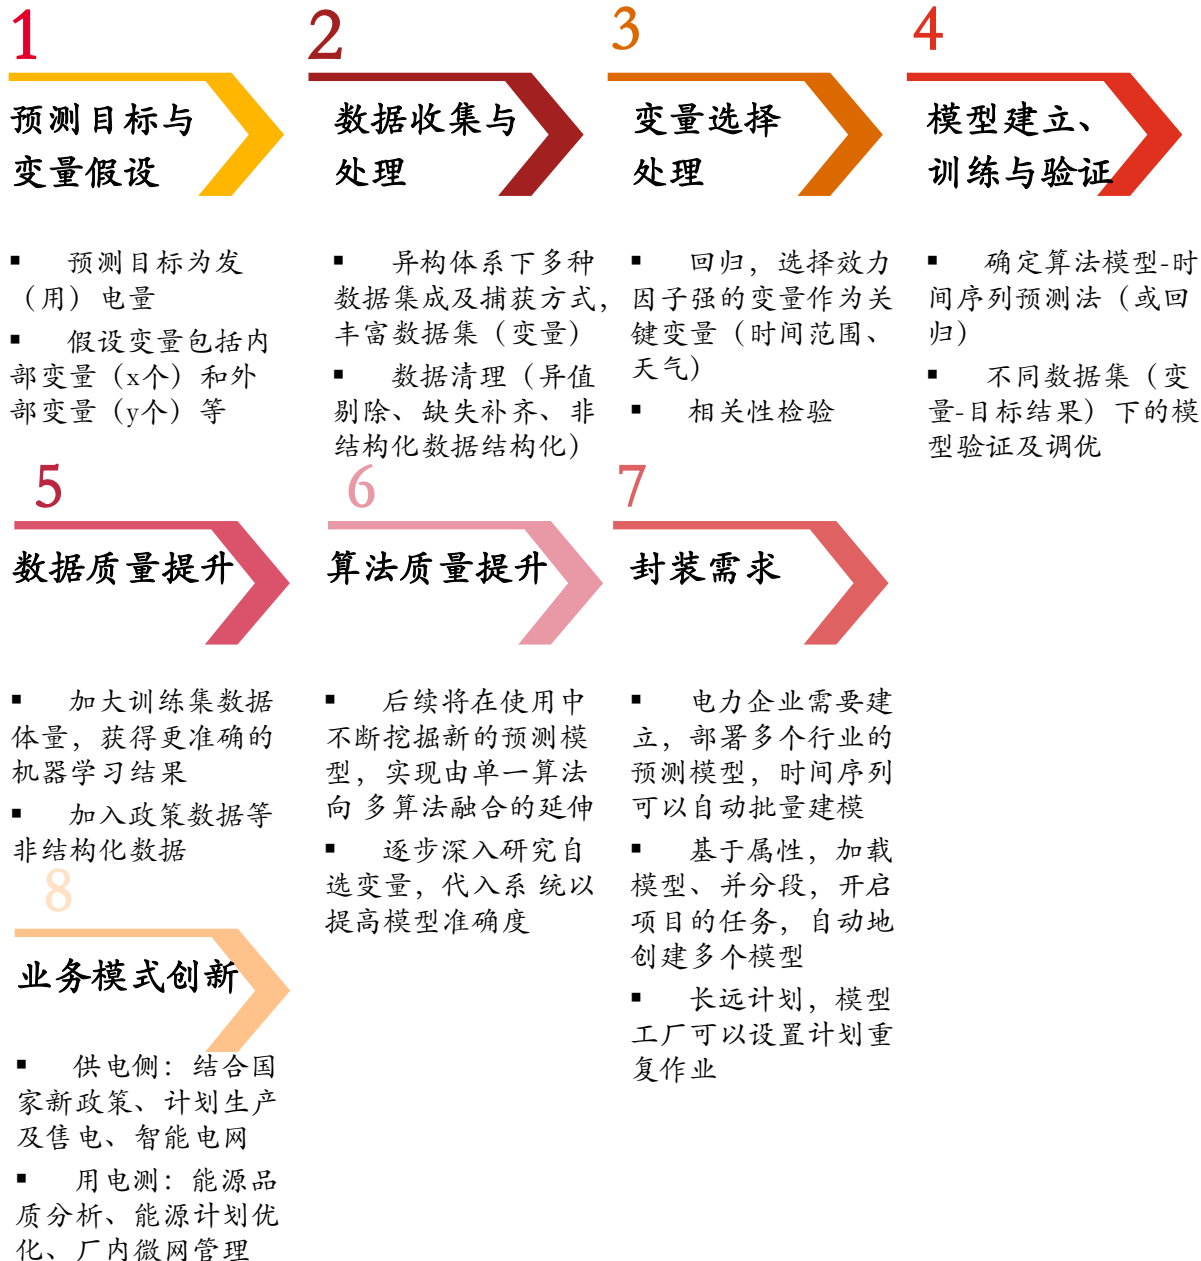 1
预测目标与
变量假设
▪ 预测目标为发
（用）电量
▪ 假设变量包括内
部变量（x个）和外
部变量（y个）等
2
数据收集与
处理
▪ 异构体系下多种
数据集成及捕获方式，
丰富数据集（变量）
▪ 数据清理（异值
剔除、缺失补齐、非
结构化数据结构化）
3
变量选择
处理
▪ 回归，选择效力
因子强的变量作为关
键变量（时间范围、
天气）
▪ 相关性检验
4
模型建立、
训练与验证
▪ 确定算法模型-时
间序列预测法（或回
归）
▪ 不同数据集（变
量-目标结果）下的模
型验证及调优
5
数据质量提升
▪ 加大训练集数据
体量，获得更准确的
机器学习结果
▪ 加入政策数据等
非结构化数据
6
算法质量提升
▪ 后续将在使用中
不断挖掘新的预测模
型，实现由单一算法
向 多算法融合的延伸
▪ 逐步深入研究自
选变量，代入系 统以
提高模型准确度
7
封装需求
▪ 电力企业需要建
立，部署多个行业的
预测模型，时间序列
可以自动批量建模
▪ 基于属性，加载
模型、并分段，开启
项目的任务，自动地
创建多个模型
▪ 长远计划，模型
工厂可以设置计划重
复作业
8
业务模式创新
▪ 供电侧：结合国
家新政策、计划生产
及售电、智能电网
▪ 用电测：能源品
质分析、能源计划优
化、厂内微网管理